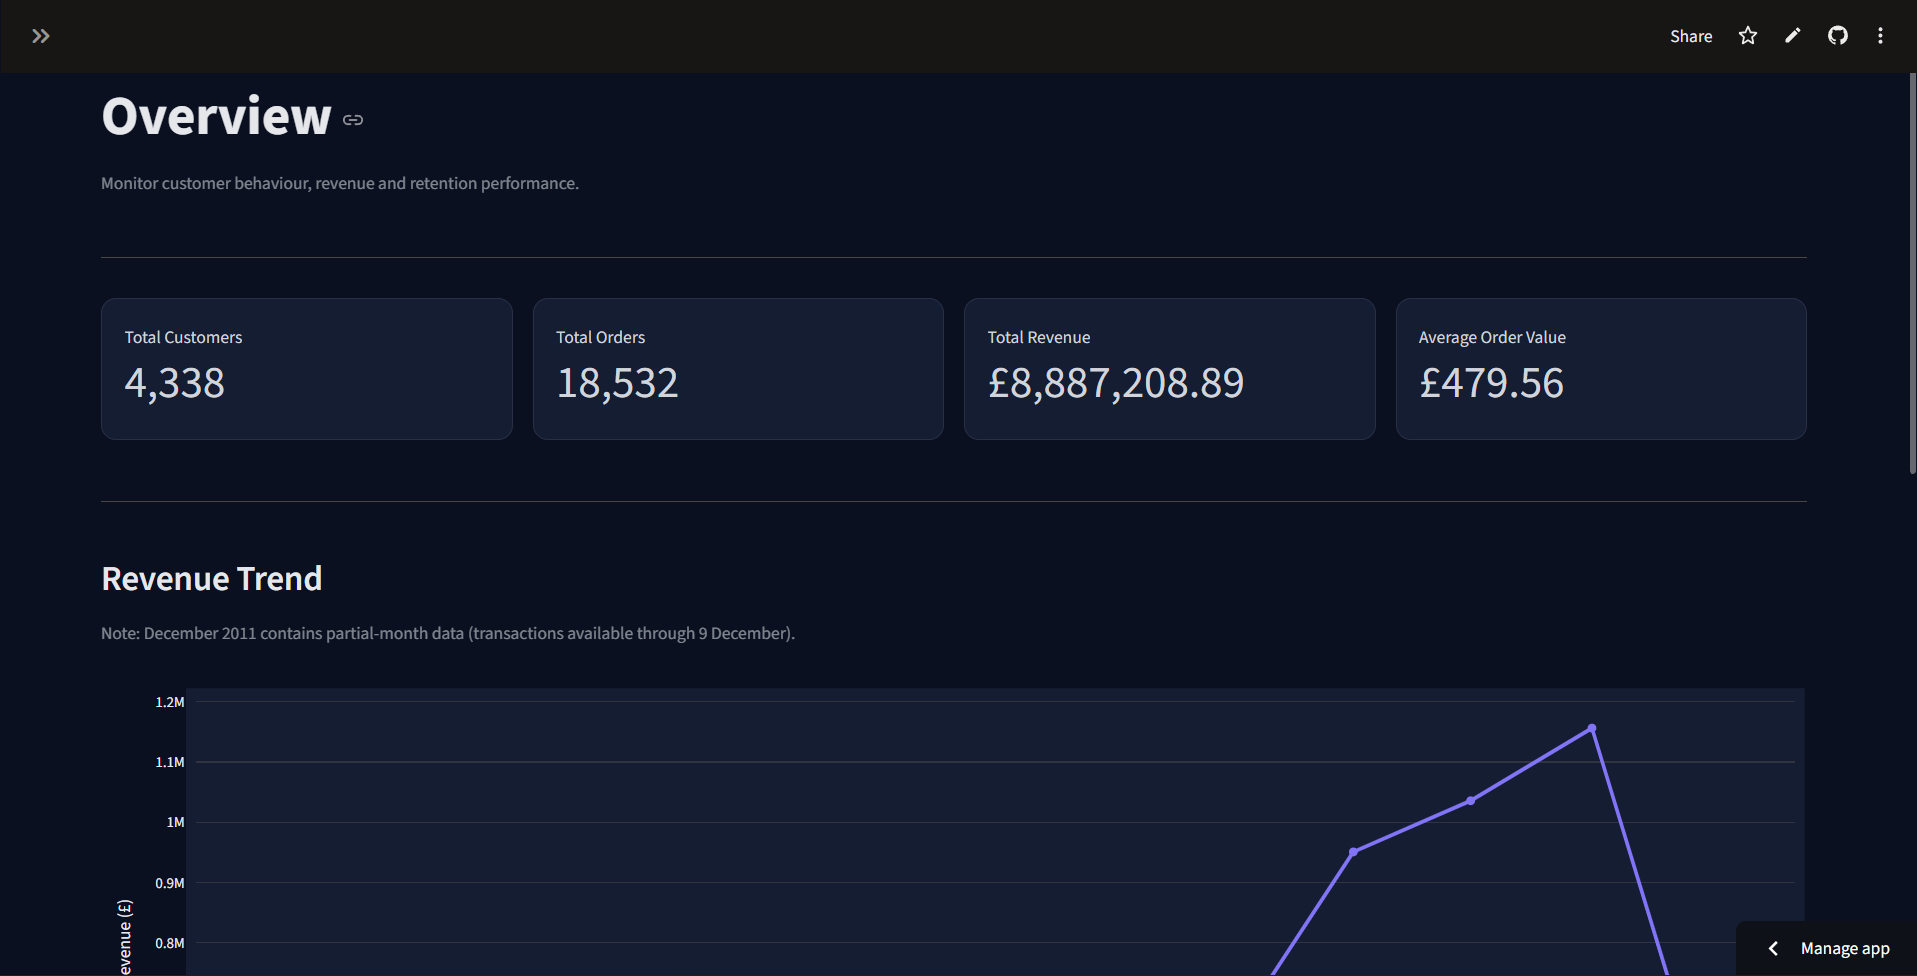 Share
Overview
Monitor customer behaviour, revenue and retention performance.
Total Customers
4,338
Total Orders
18,532
Total Revenue
£8,887,208.89
Average Order Value
£479.56
Revenue Trend
Note: December 2011 contains partial-month data (transactions available through 9 December).
1.2M
1.1M
1M
0.9M
0.8M
evenue (£)
Manage app